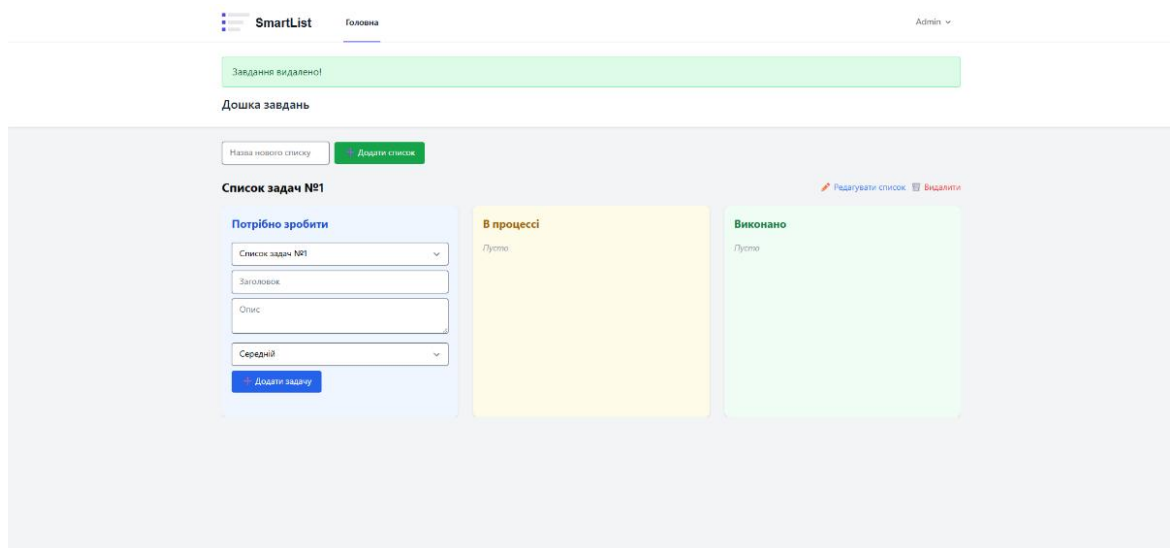 SmartList
Головна
Admin
Завдання видалено!
Дошка завдань
Назва нового списку
Додати список
Список задач №1
Редагувати список Видалити
Потрібно зробити
В процессі
Виконано
Список задач №1
Пусто
Пусто
Заголовок
Опис
Середній
Додати задачу